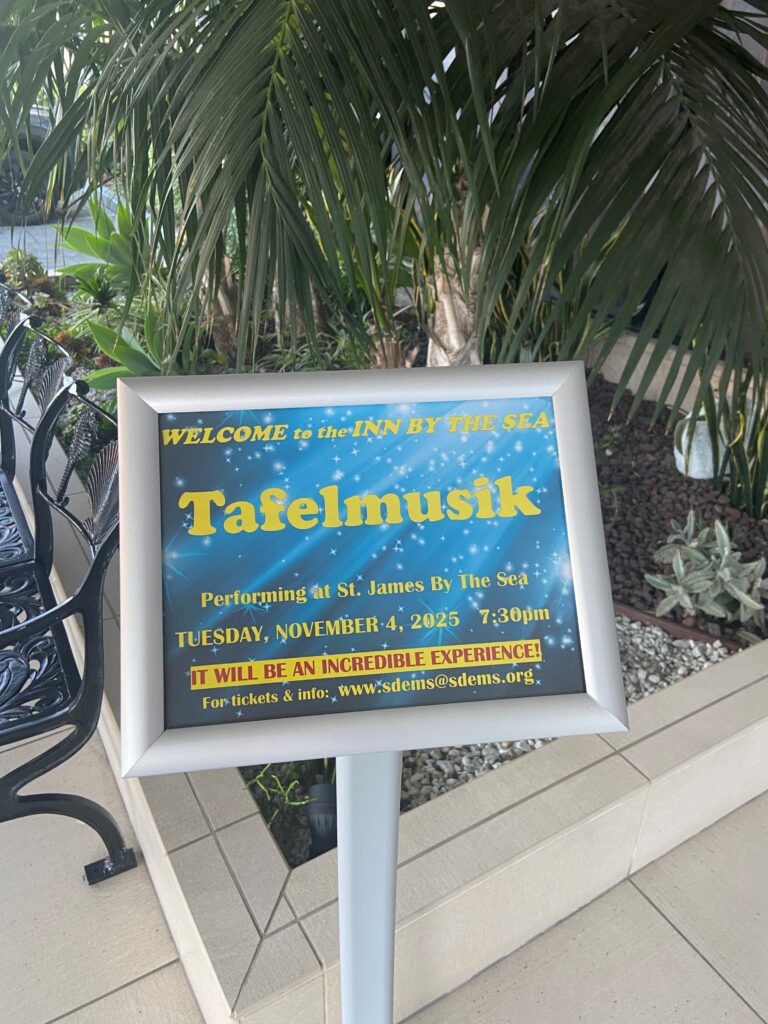 WELCOME to the INN BY THE SEA
Tafelmusik
Performing at St. James By The Sea
TUESDAY, NOVEMBER 4, 2025 7:30pm
IT WILL BE AN INCREDIBLE EXPERIENCE!
For tickets & info: www.sdems@sdems.org